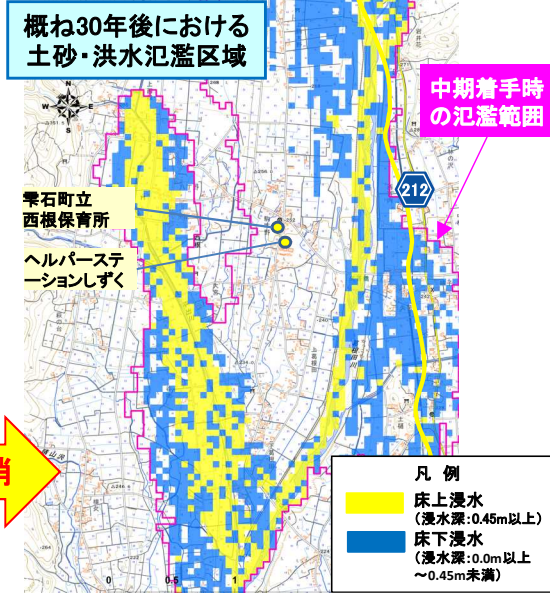 概ね30年後における
土砂・洪水氾濫区域
中期着手時
の氾濫範囲
N
W
E
S
212
雫石町立
西根保育所
ヘルパーステ
ーションしずく
消
0
0.5
1
凡 例
床上浸水
(浸水深:0.45m以上)
床下浸水
(浸水深:0.0m以上
～0.45m未満)